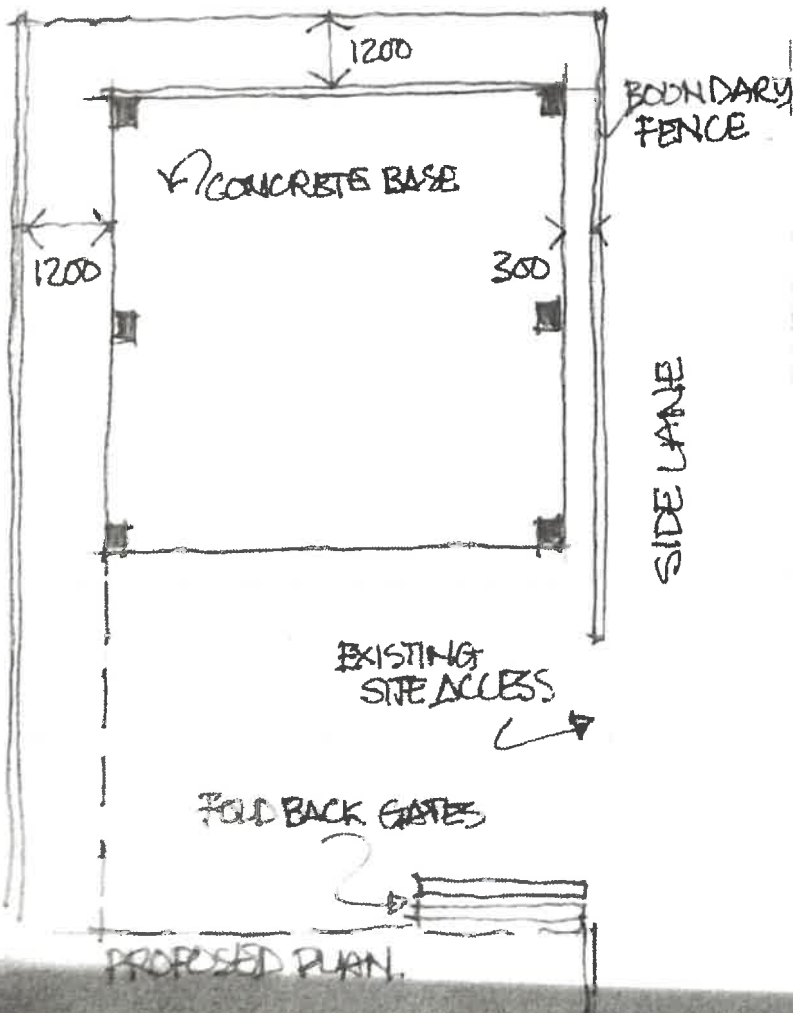 1200
BOUNDARY
FENCE
CONCRETE BASE
1200
300
SIDE LANE
EXISTING
SITE ACCESS
FOLD BACK GATES
PROPOSED PLAN.